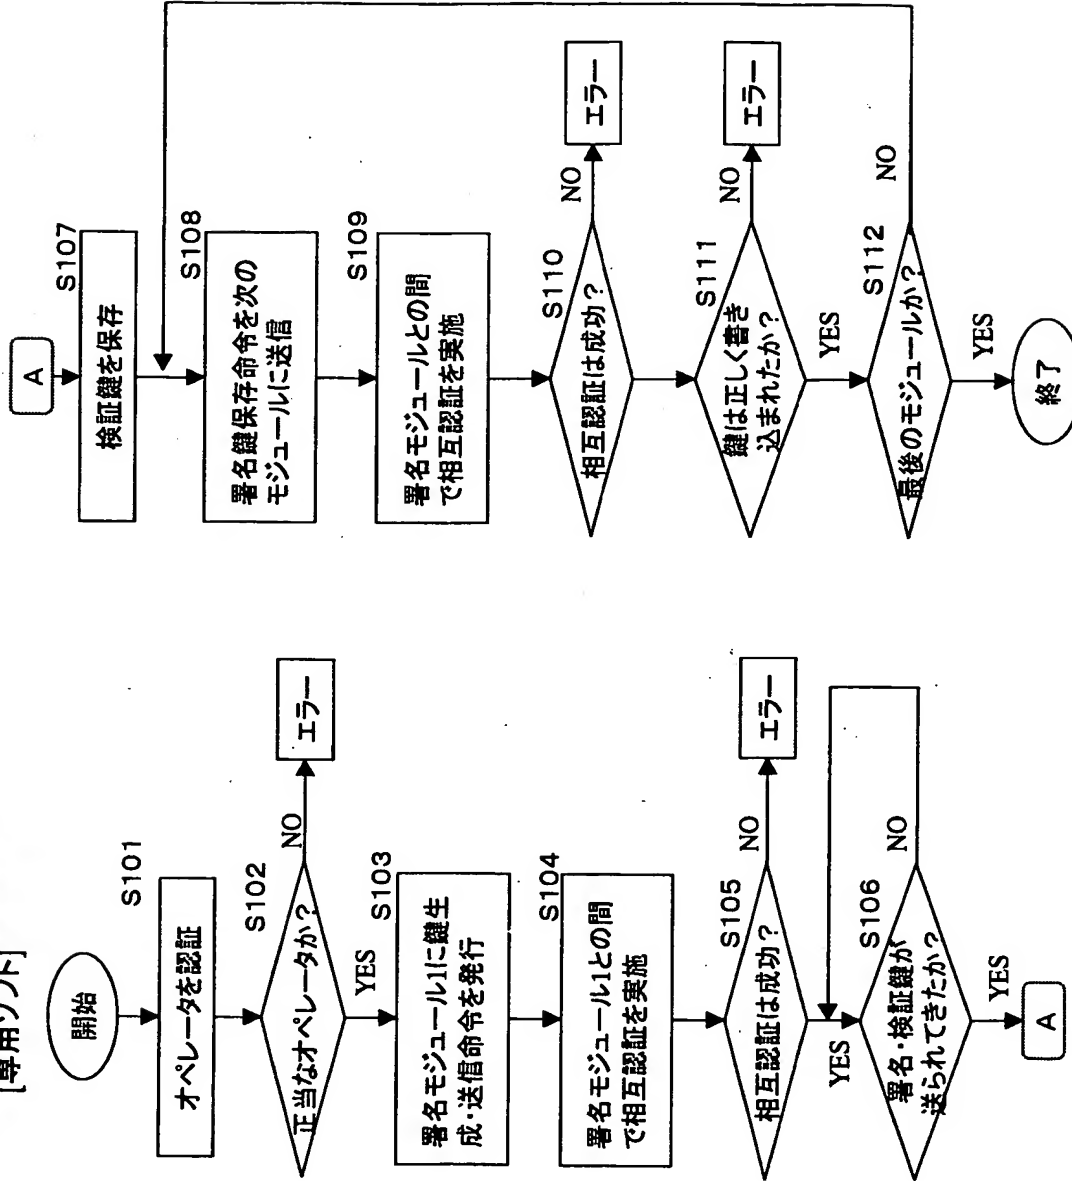 [専用ソフト]
開始
S101
オペレータを認証
S102
正当なオペレータか?
NO
エラー
YES
S103
署名モジュール1に鍵生
成・送信命令を発行
S104
署名モジュール1との間
で相互認証を実施
S105
相互認証は成功?
NO
エラー
YES
S106
署名・検証鍵が
送られてきたか?
NO
YES
A
A
S107
検証鍵を保存
S108
署名鍵保存命令を次の
モジュールに送信
S109
署名モジュールとの間
で相互認証を実施
S110
相互認証は成功?
NO
エラー
S111
鍵は正しく書き
込まれたか?
NO
エラー
YES
S112
最後のモジュールか?
NO
YES
終了